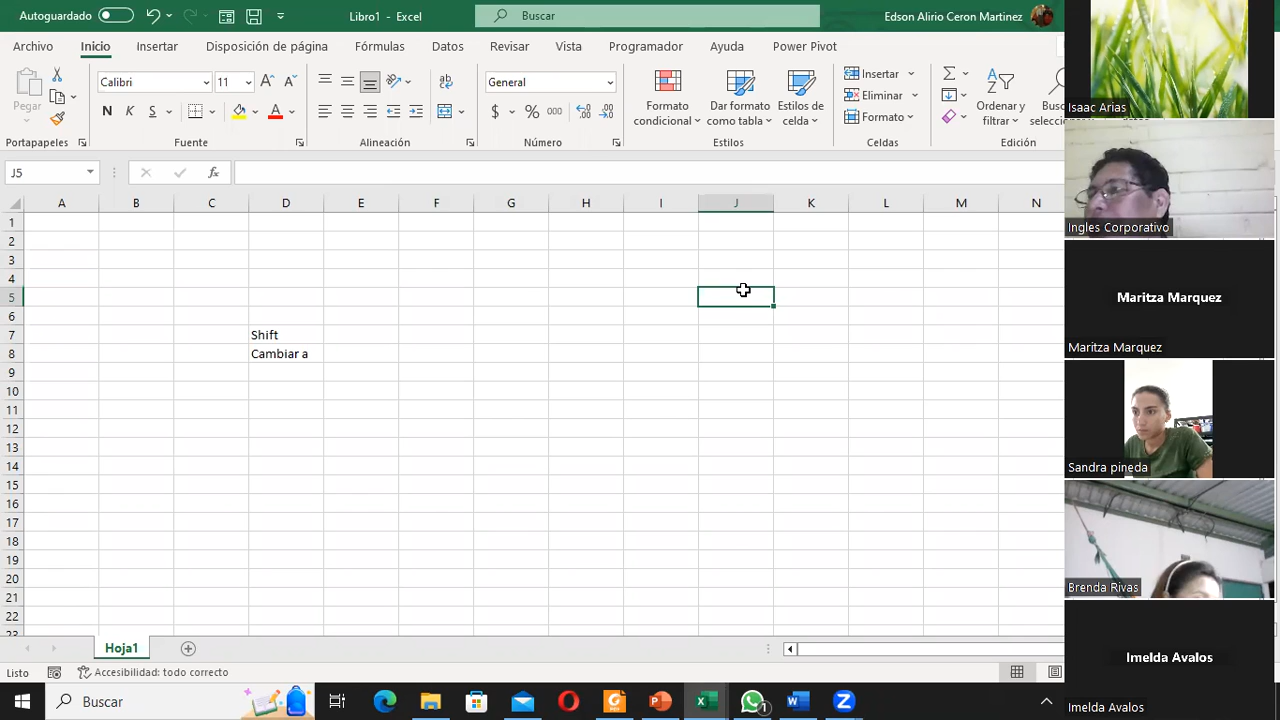 Autoguardado
Libro1 - Excel
Buscar
Edson Alirio Ceron Martinez
Archivo
Inicio
Insertar
Disposición de página
Fórmulas
Datos
Revisar
Vista
Programador
Ayuda
Power Pivot
Pegar
Calibri
11
General
Formato condicional
Dar formato como tabla
Estilos de celda
Insertar
Eliminar
Formato
Ordenar y filtrar
N K S
$ % 000
Portapapeles
Fuente
Alineación
Número
Estilos
Celdas
Edición
J5
fx
A B C D E F G H I J K L M N
1
2
3
4
5
6
7 Shift
8 Cambiar a
9
10
11
12
13
14
15
16
17
18
19
20
21
22
23
Hoja1
Listo
Accesibilidad: todo correcto
Buscar
Isaac Arias
Ingles Corporativo
Maritza Marquez
Maritza Marquez
Sandra pineda
Brenda Rivas
Imelda Avalos
Imelda Avalos